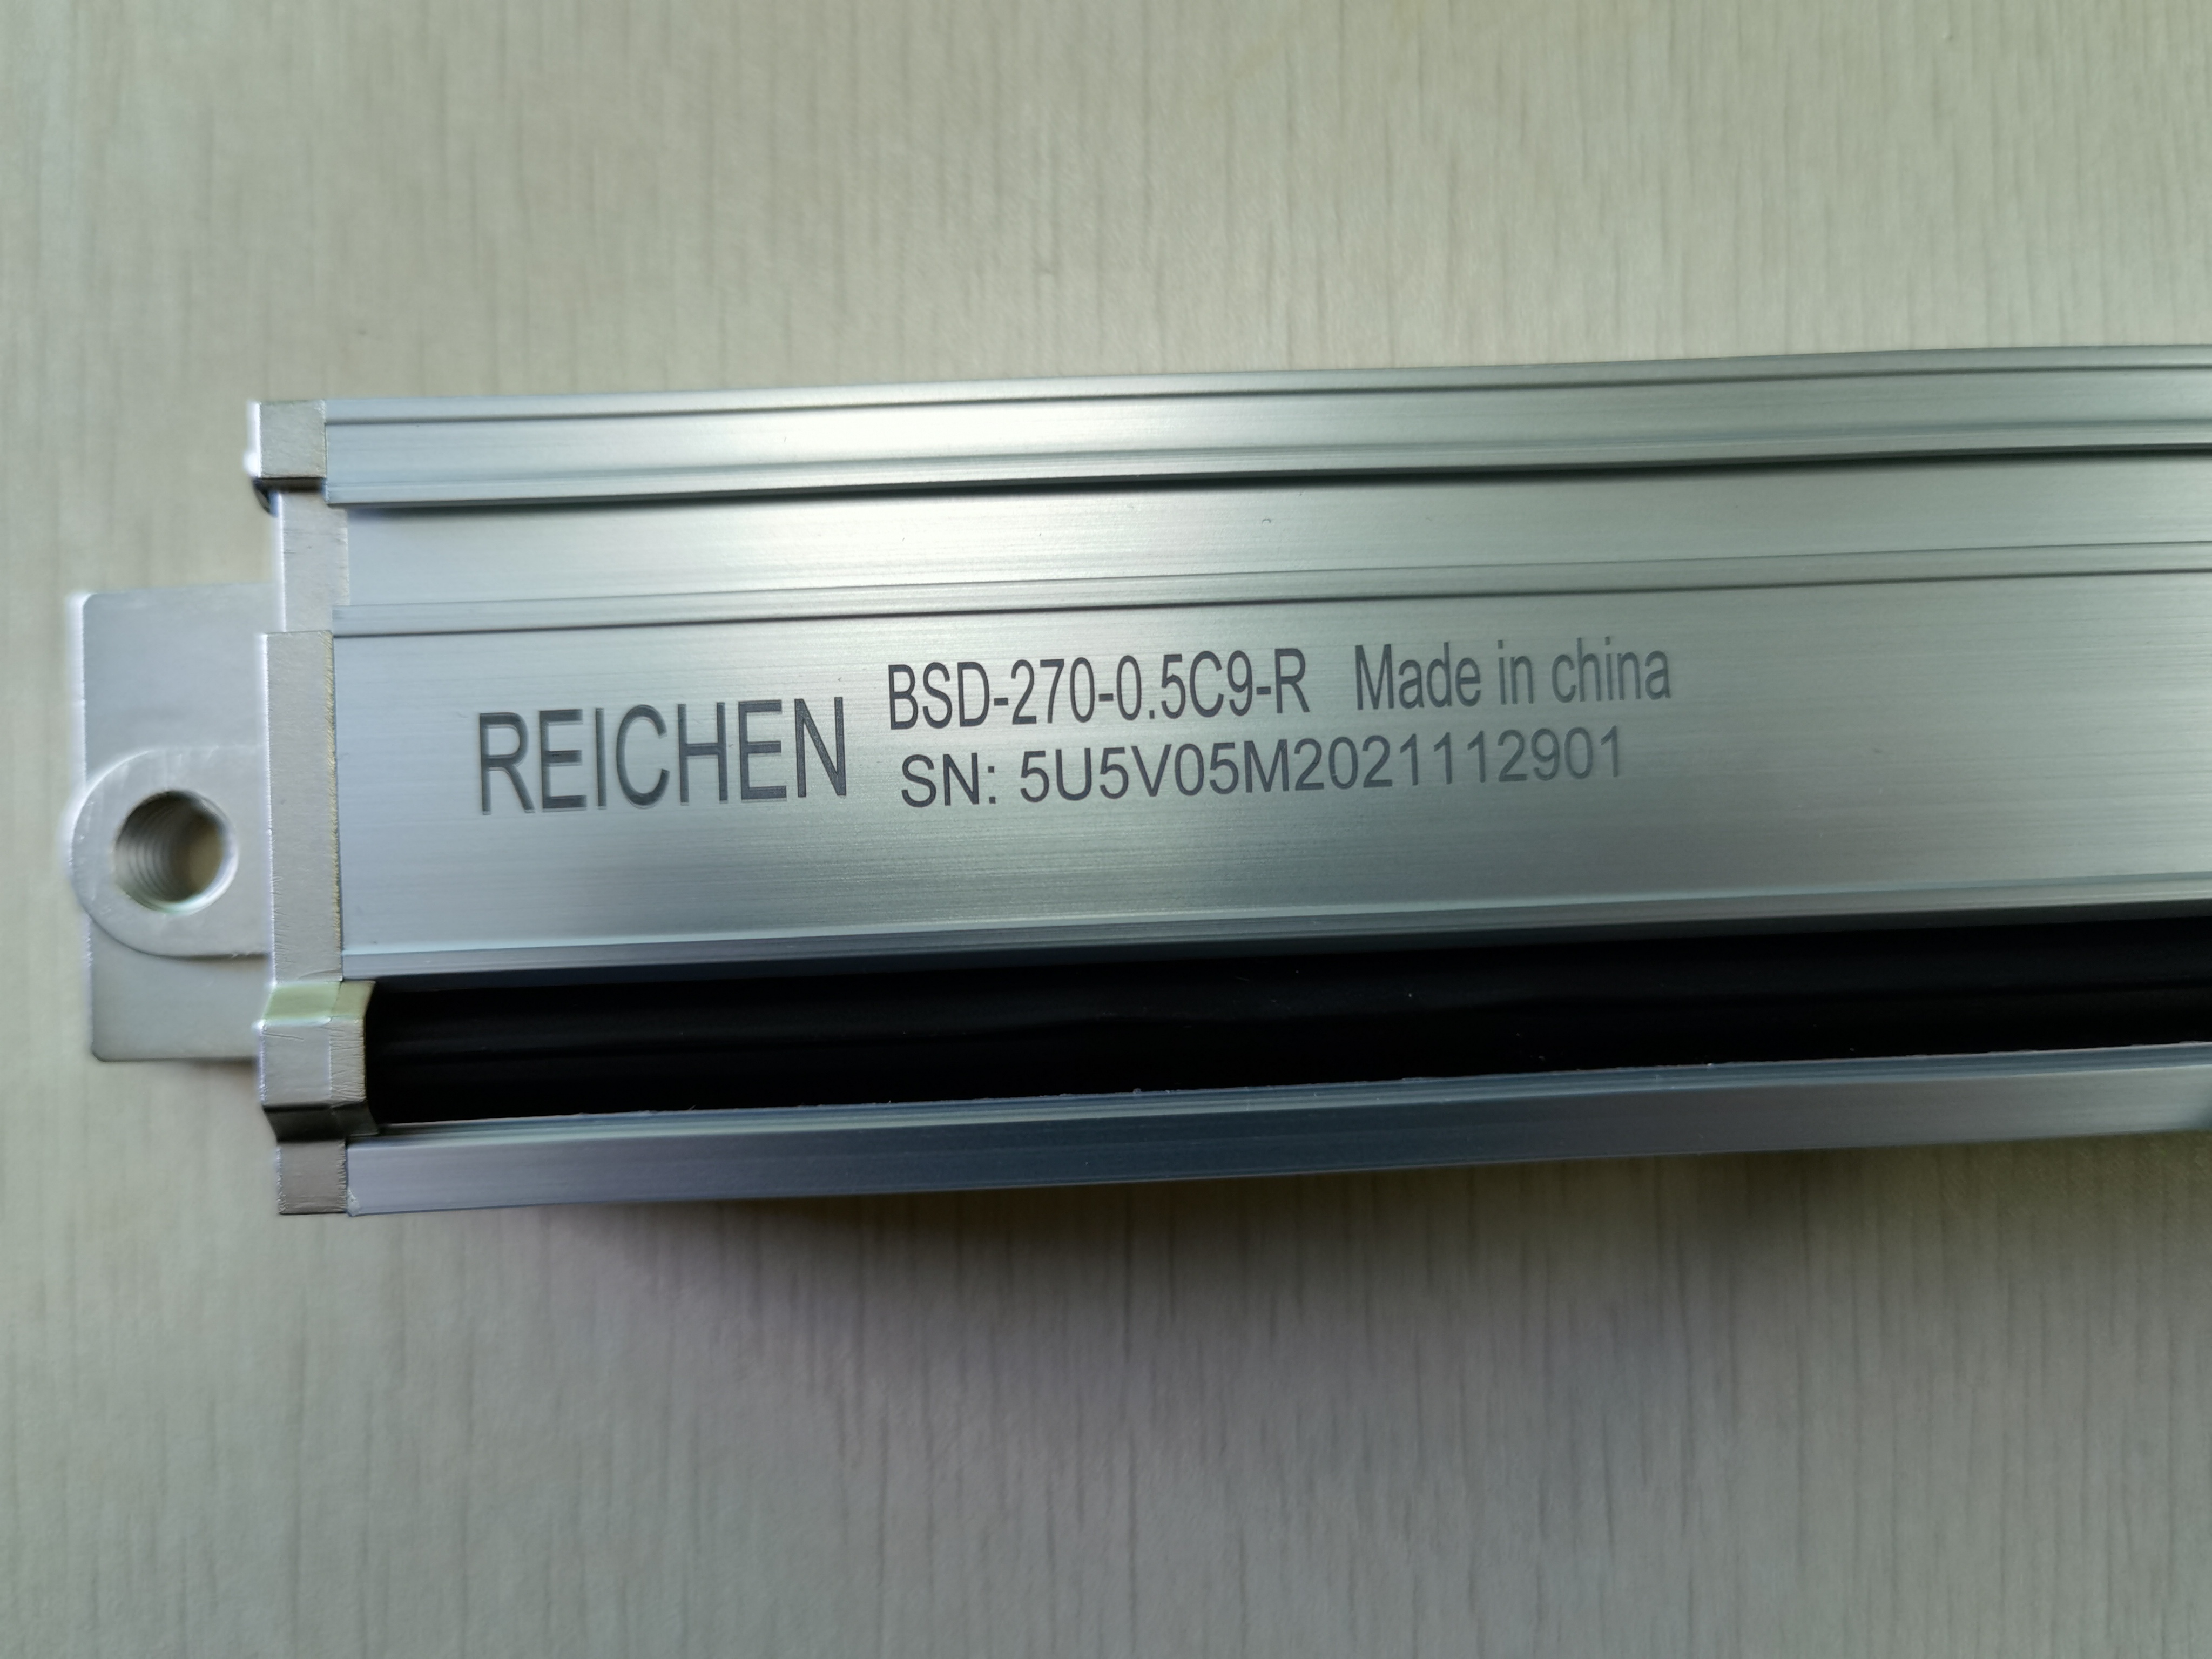 REICHEN
BSD-270-0.5C9-R Made in china
SN: 5U5V05M2021112901